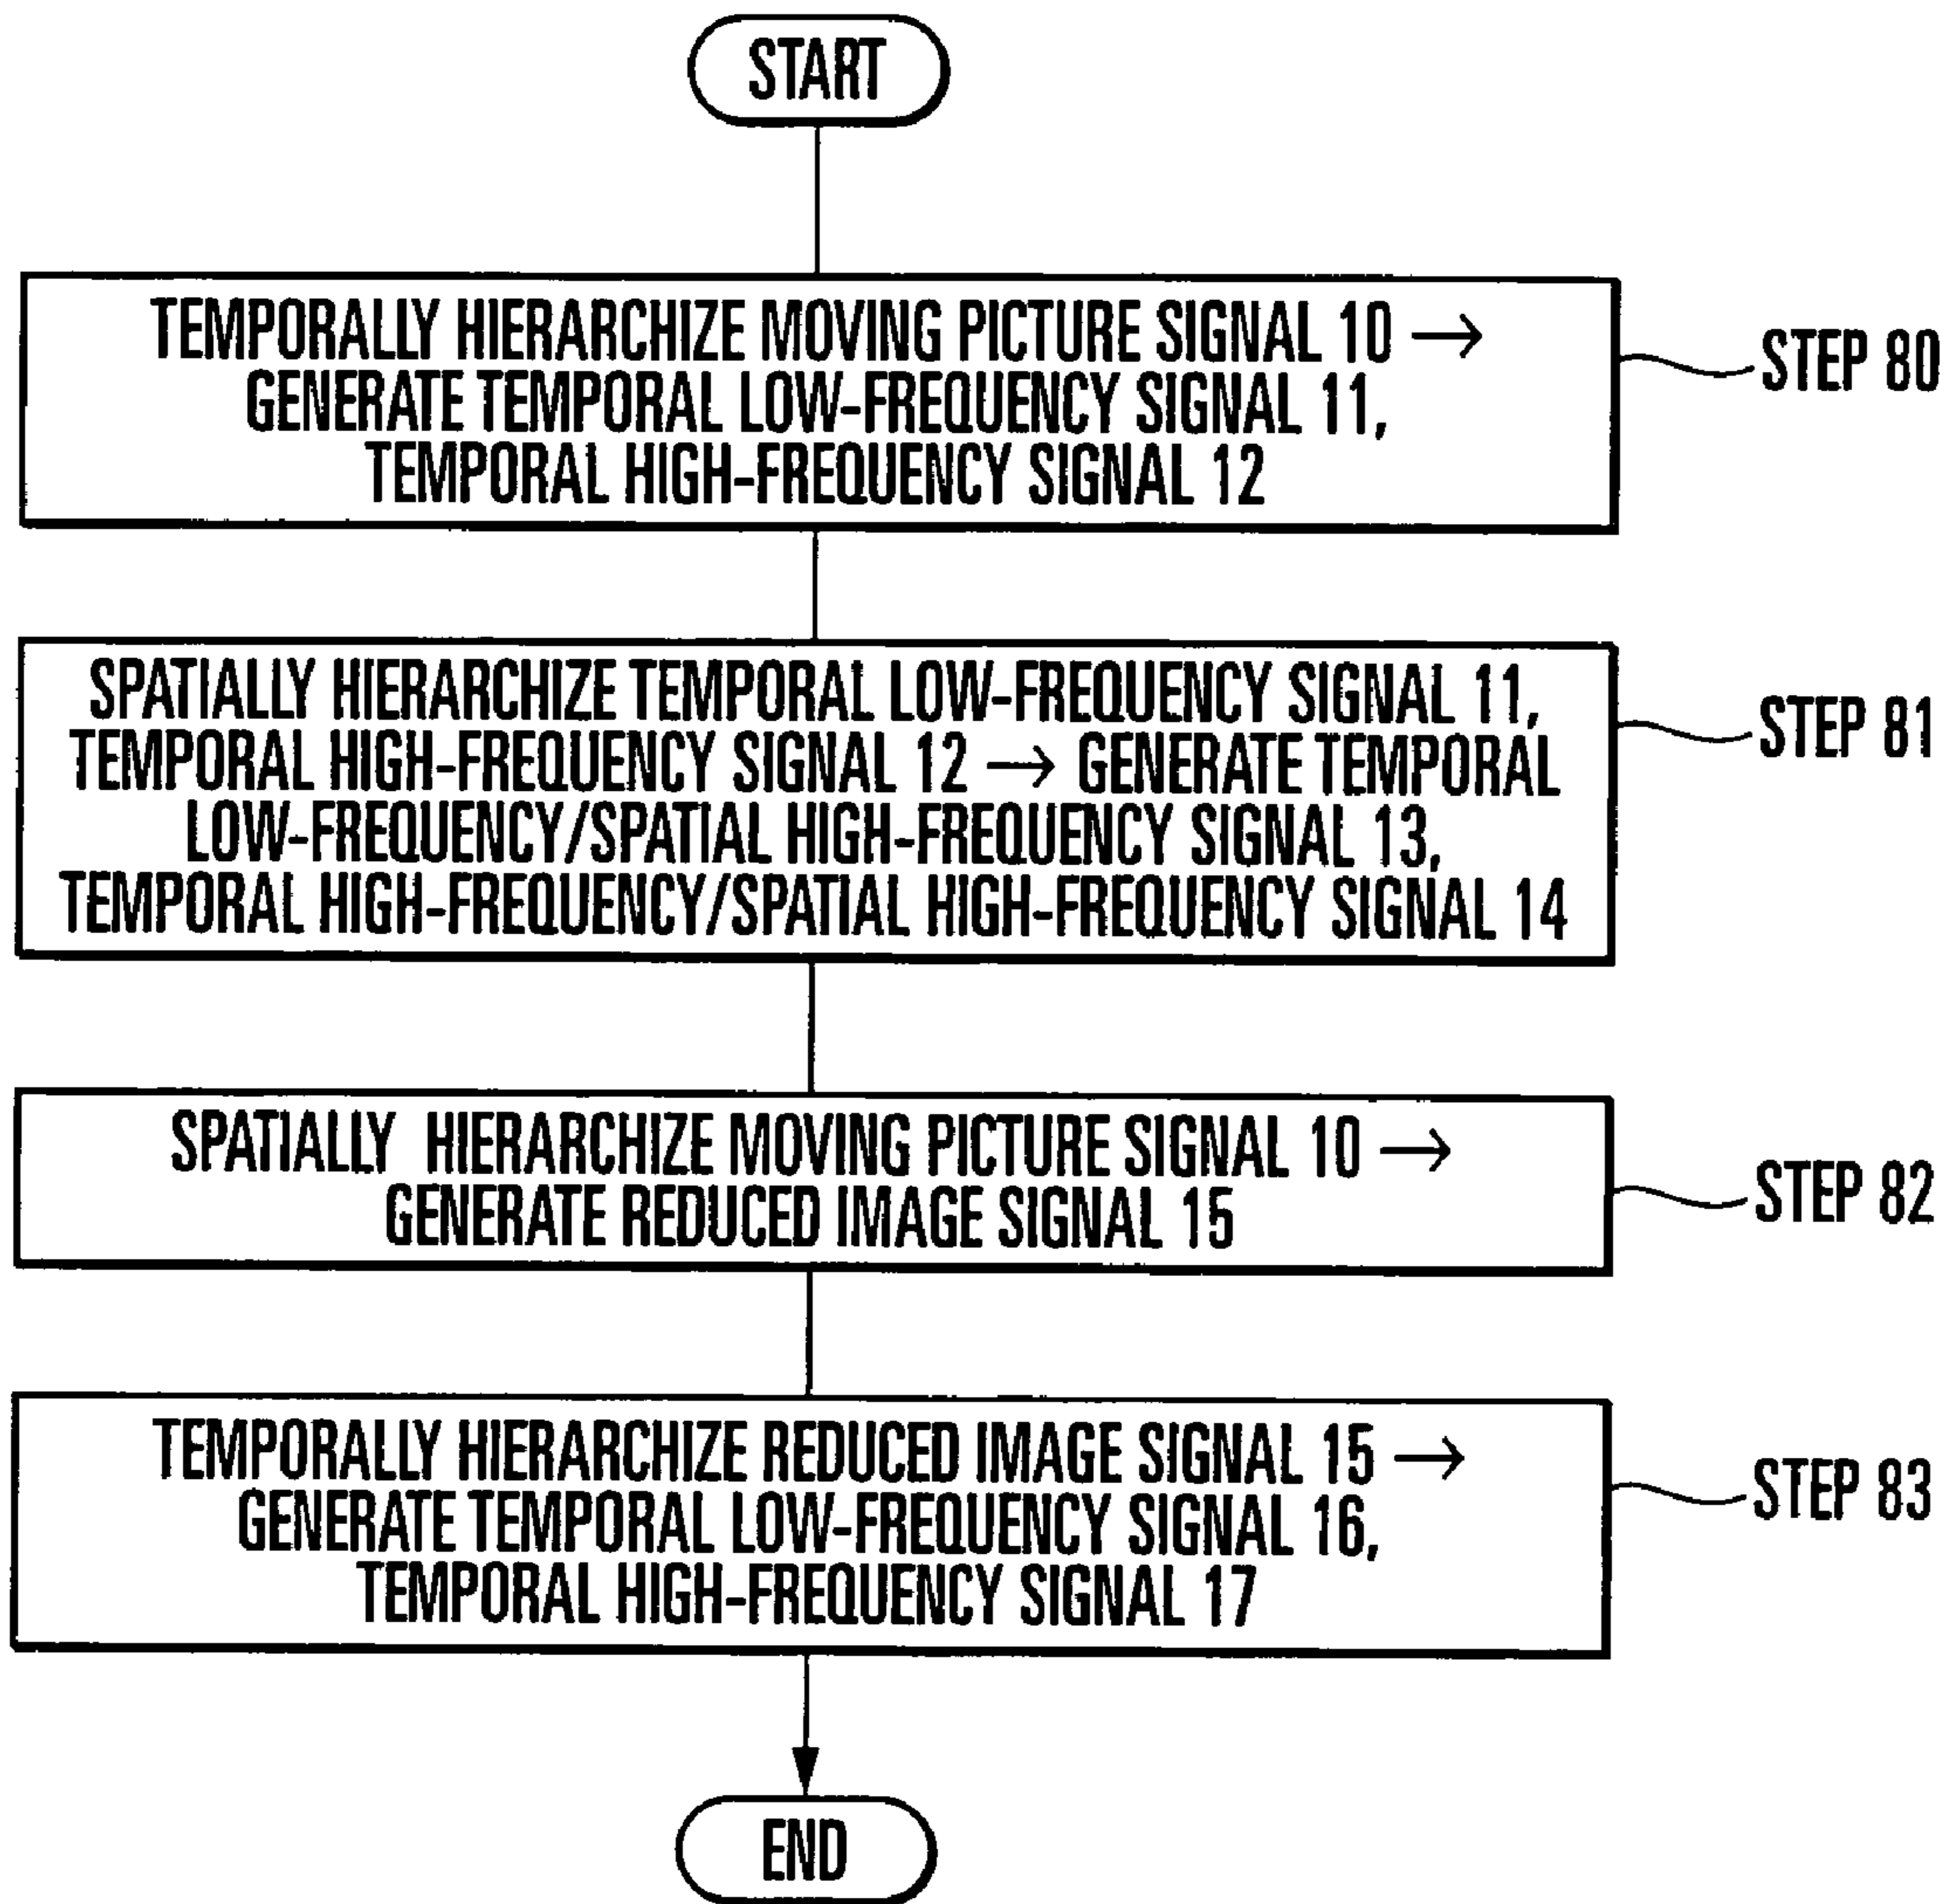 START
TEMPORALLY HIERARCHIZE MOVING PICTURE SIGNAL 10 →
GENERATE TEMPORAL LOW-FREQUENCY SIGNAL 11,
TEMPORAL HIGH-FREQUENCY SIGNAL 12
STEP 80
SPATIALLY HIERARCHIZE TEMPORAL LOW-FREQUENCY SIGNAL 11,
TEMPORAL HIGH-FREQUENCY SIGNAL 12 → GENERATE TEMPORAL
LOW-FREQUENCY/SPATIAL HIGH-FREQUENCY SIGNAL 13,
TEMPORAL HIGH-FREQUENCY/SPATIAL HIGH-FREQUENCY SIGNAL 14
STEP 81
SPATIALLY HIERARCHIZE MOVING PICTURE SIGNAL 10 →
GENERATE REDUCED IMAGE SIGNAL 15
STEP 82
TEMPORALLY HIERARCHIZE REDUCED IMAGE SIGNAL 15 →
GENERATE TEMPORAL LOW-FREQUENCY SIGNAL 16,
TEMPORAL HIGH-FREQUENCY SIGNAL 17
STEP 83
END